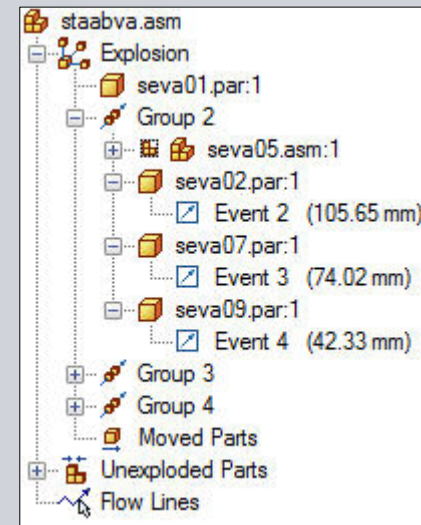 staabva.asm
Explosion
seva01.par:1
Group 2
seva05.asm:1
seva02.par:1
Event 2 (105.65 mm)
seva07.par:1
Event 3 (74.02 mm)
seva09.par:1
Event 4 (42.33 mm)
Group 3
Group 4
Moved Parts
Unexploded Parts
Flow Lines